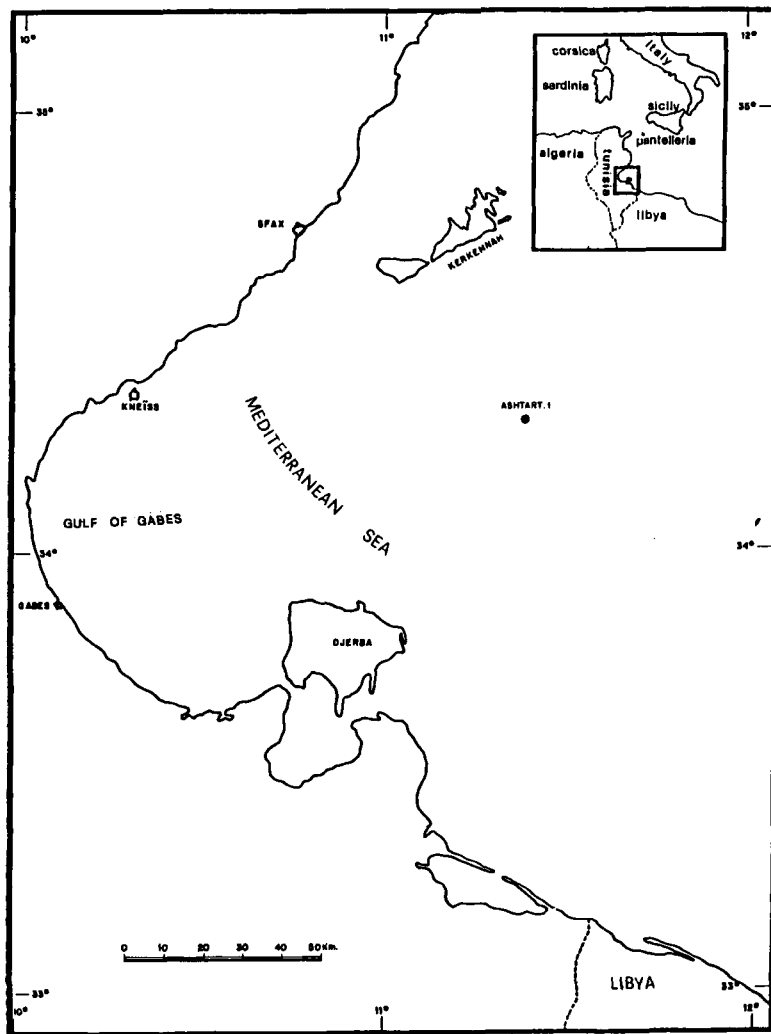 10°
11°
12°
35°
35°
corsica
Italy
sardinia
sicily
pantelleria
algeria
tunisia
libya
SFAX
KERKENNAH
KNEÏSS
ASHTART. 1
MEDITERRANEAN SEA
GULF OF GABES
34°
34°
GABES
DJERBA
0 10 20 30 40 50 Km.
LIBYA
33°
33°
10°
11°
12°